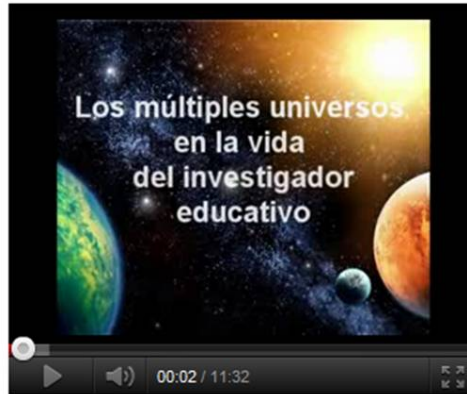 Los múltiples universos
en la vida
del investigador
educativo
00:02 / 11:32